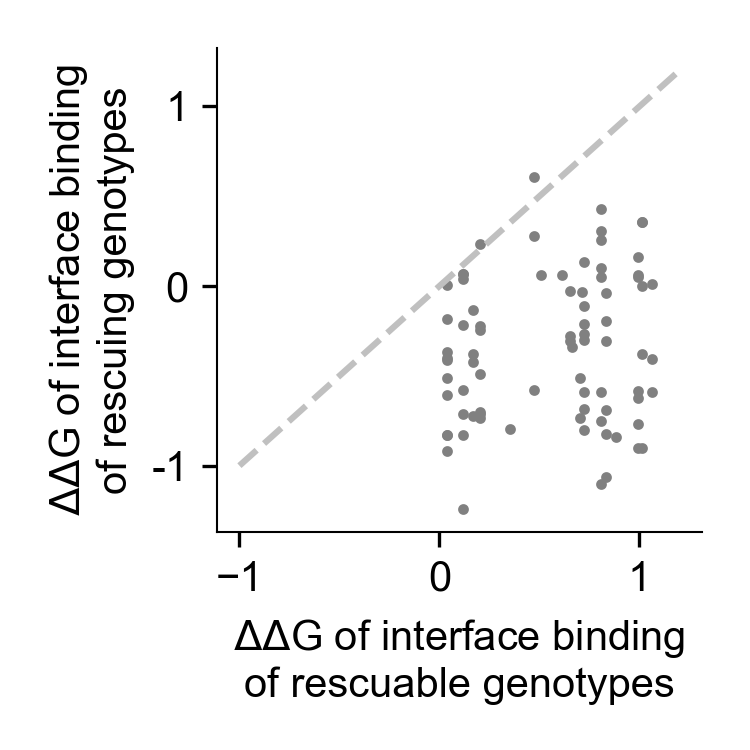 ΔΔG of interface binding
of rescuing genotypes
1
0
-1
−1
0
1
ΔΔG of interface binding
of rescuable genotypes